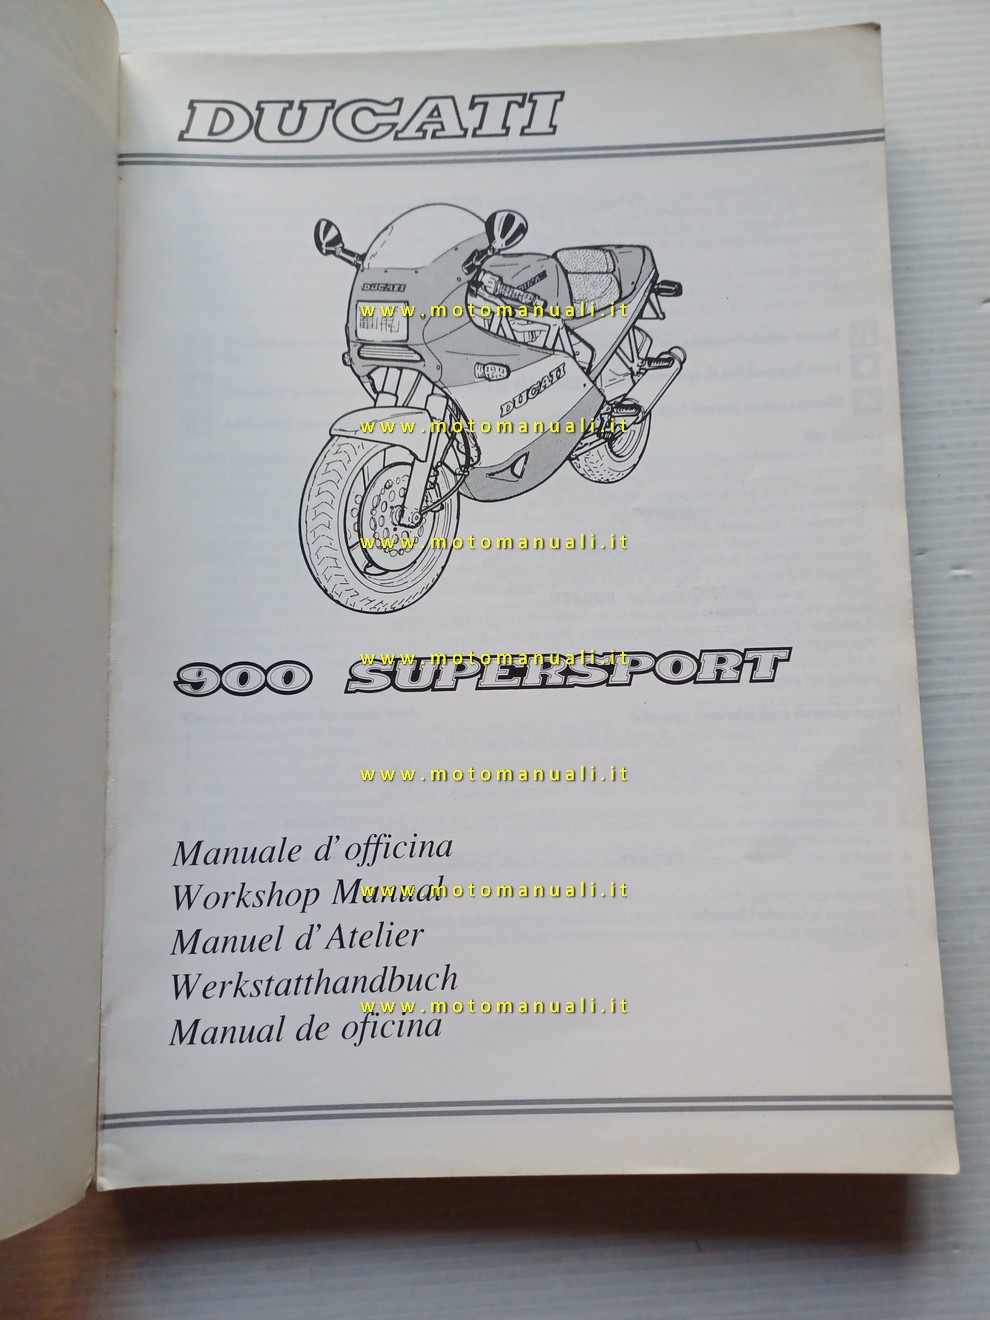 DUCATI
DUCATI
www.motomanuali.it
DUCATI
www.motomanuali.it
www.motomanuali.it
900 SUPERSPORT
www.motomanuali.it
www.motomanuali.it
Manuale d'officina
Workshop Manual
www.motomanuali.it
Manuel d'Atelier
Werkstatthandbuch
www.motomanuali.it
Manual de oficina